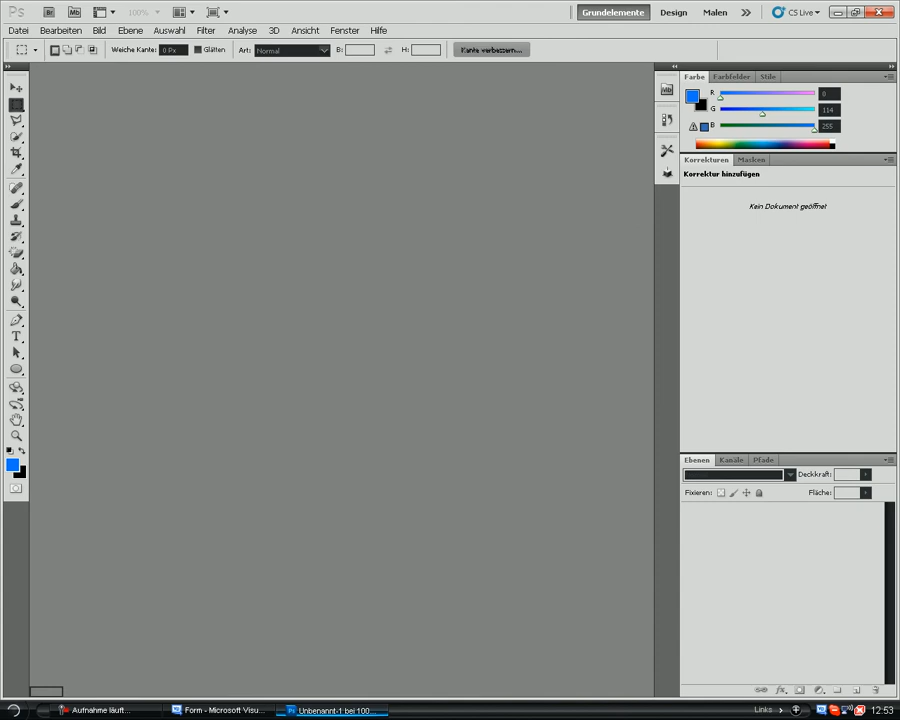 Ps Br Mb 100% Grundelemente Design Malen CS Live
Datei Bearbeiten Bild Ebene Auswahl Filter Analyse 3D Ansicht Fenster Hilfe
Weiche Kante: 0 Px Glätten Art: Normal B: H: Kante verbessern...
Farbe Farbfelder Stile
Mb
R 0
G 114
B 255
Korrekturen Masken
Korrektur hinzufügen
Kein Dokument geöffnet
T
Ebenen Kanäle Pfade
Deckkraft:
Fixieren: Fläche:
fx
Aufnahme läuft... Form - Microsoft Visu... Ps Unbenannt-1 bei 100... Links 12:53